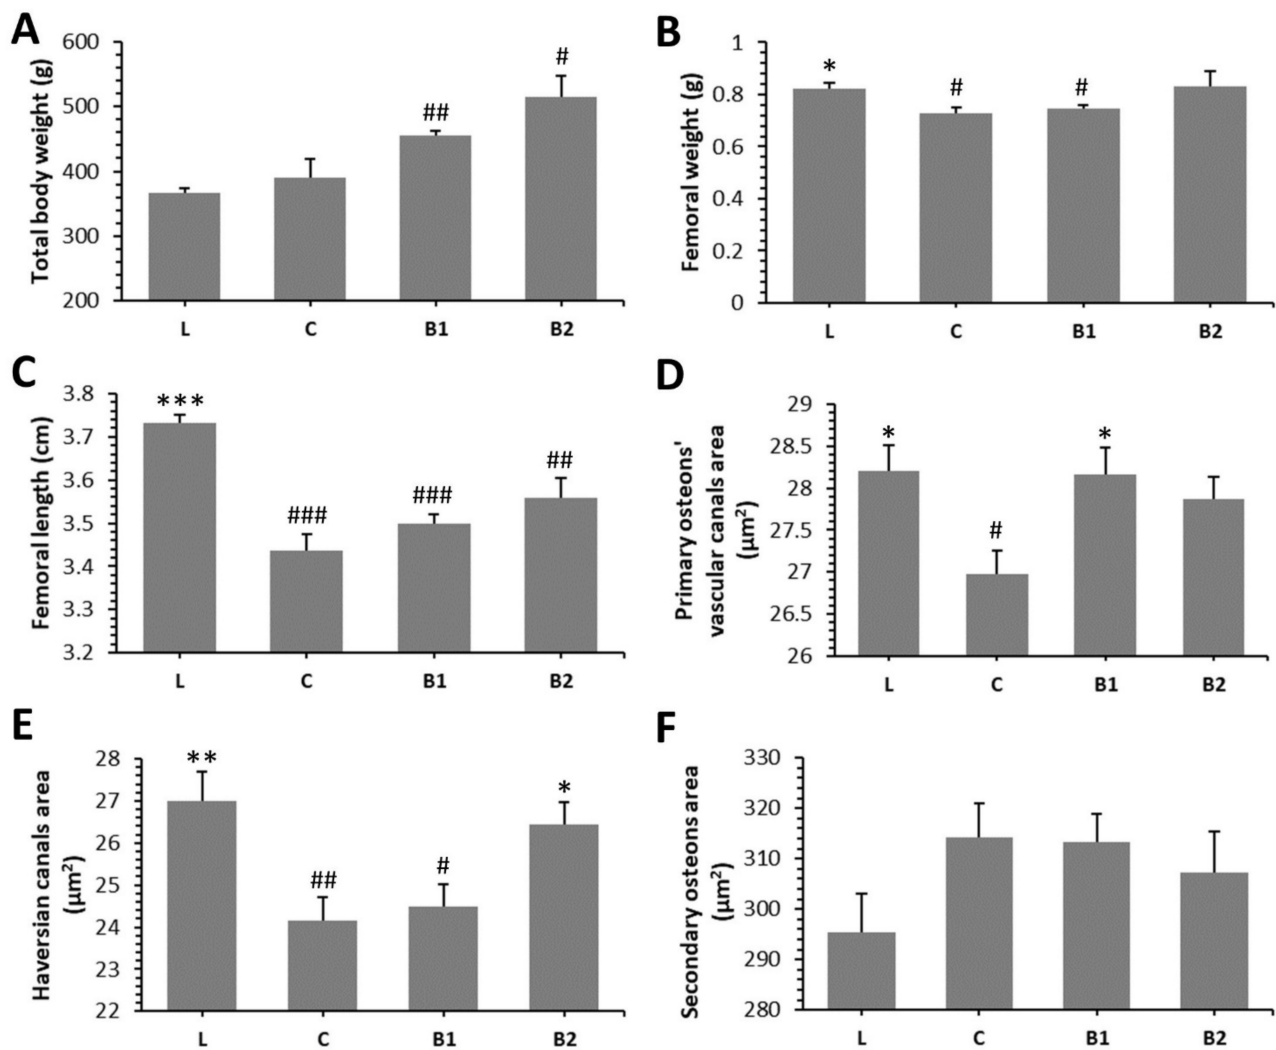 A
Total body weight (g)
600
500
400
300
200
##
#
L C B1 B2
B
Femoral weight (g)
1
0.8
0.6
0.4
0.2
0
*
#
#
L C B1 B2
C
Femoral length (cm)
3.8
3.7
3.6
3.5
3.4
3.3
3.2
***
###
###
##
L C B1 B2
D
Primary osteons'
vascular canals area
(μm²)
29
28.5
28
27.5
27
26.5
26
*
#
*
L C B1 B2
E
Haversian canals area
(μm²)
28
27
26
25
24
23
22
**
##
#
*
L C B1 B2
F
Secondary osteons area
(μm²)
330
320
310
300
290
280
L C B1 B2